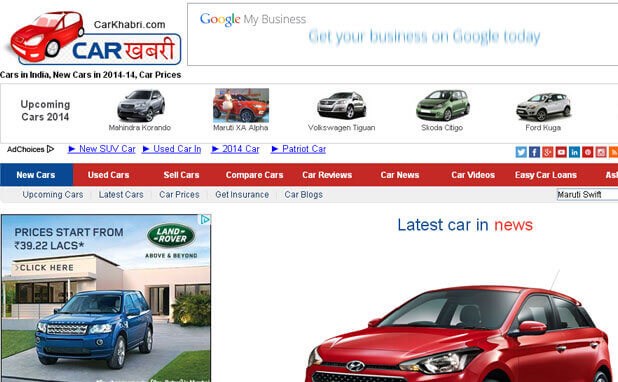 CarKhabri.com
CAR खबरी
Cars in India, New Cars in 2014-14, Car Prices
Google My Business
Get your business on Google today
Upcoming
Cars 2014
Mahindra Korando
Maruti XA Alpha
Volkswagen Tiguan
Skoda Citigo
Ford Kuga
AdChoices
► New SUV Car
► Used Car In
► 2014 Car
► Patriot Car
New Cars
Used Cars
Sell Cars
Compare Cars
Car Reviews
Car News
Car Videos
Easy Car Loans
Upcoming Cars
Latest Cars
Car Prices
Get Insurance
Car Blogs
Maruti Swift
PRICES START FROM
₹39.22 LACS*
> CLICK HERE
LAND ROVER
ABOVE & BEYOND
Latest car in news